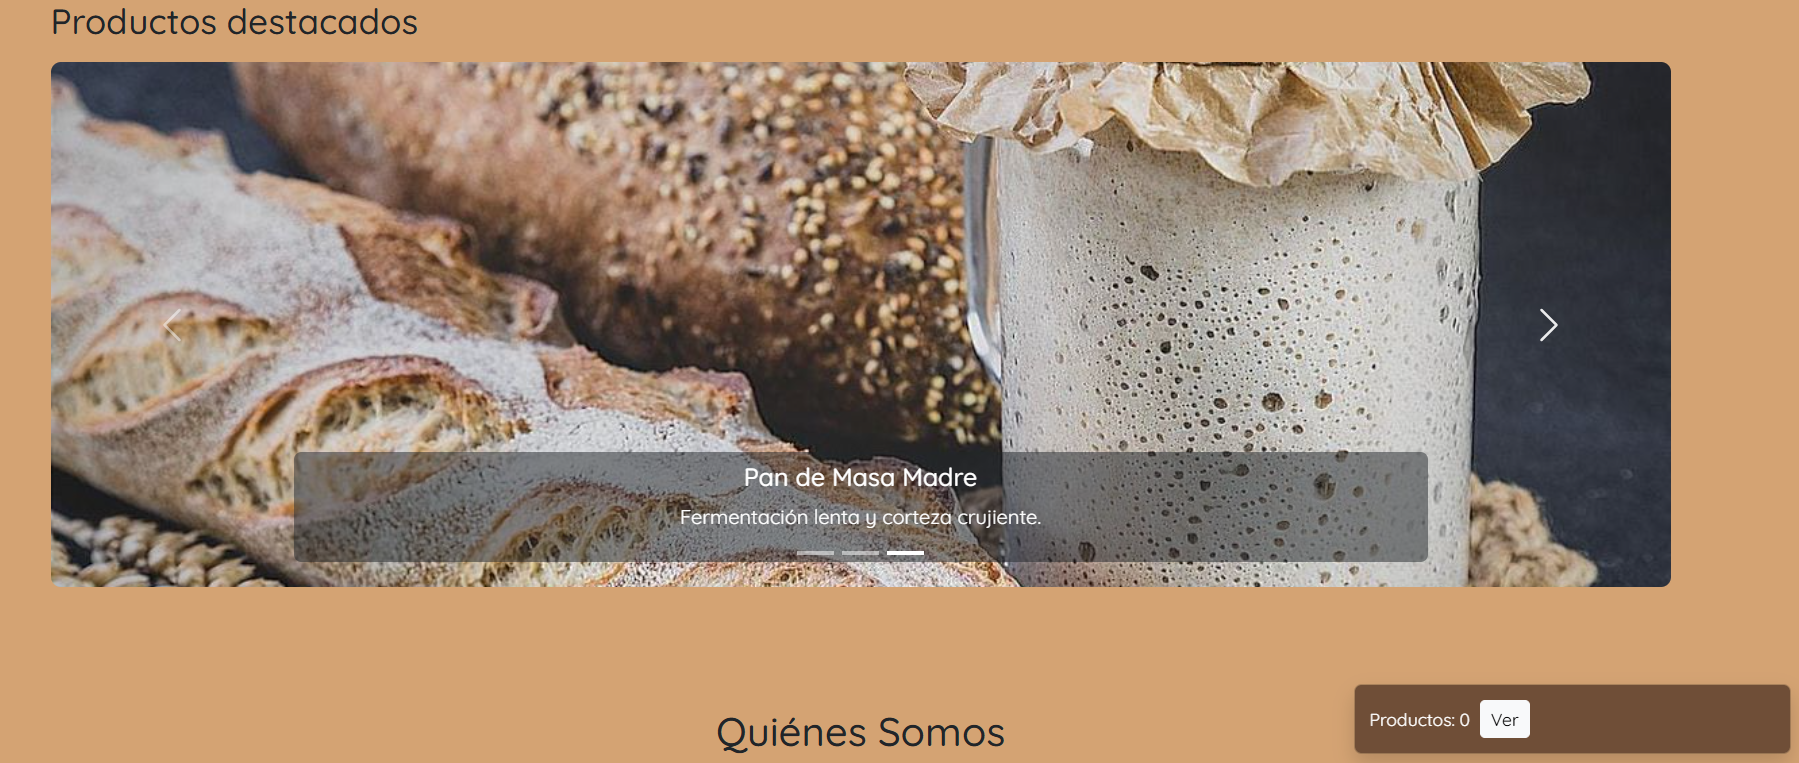 Productos destacados
Pan de Masa Madre
Fermentación lenta y corteza crujiente.
Quiénes Somos
Productos: 0 Ver